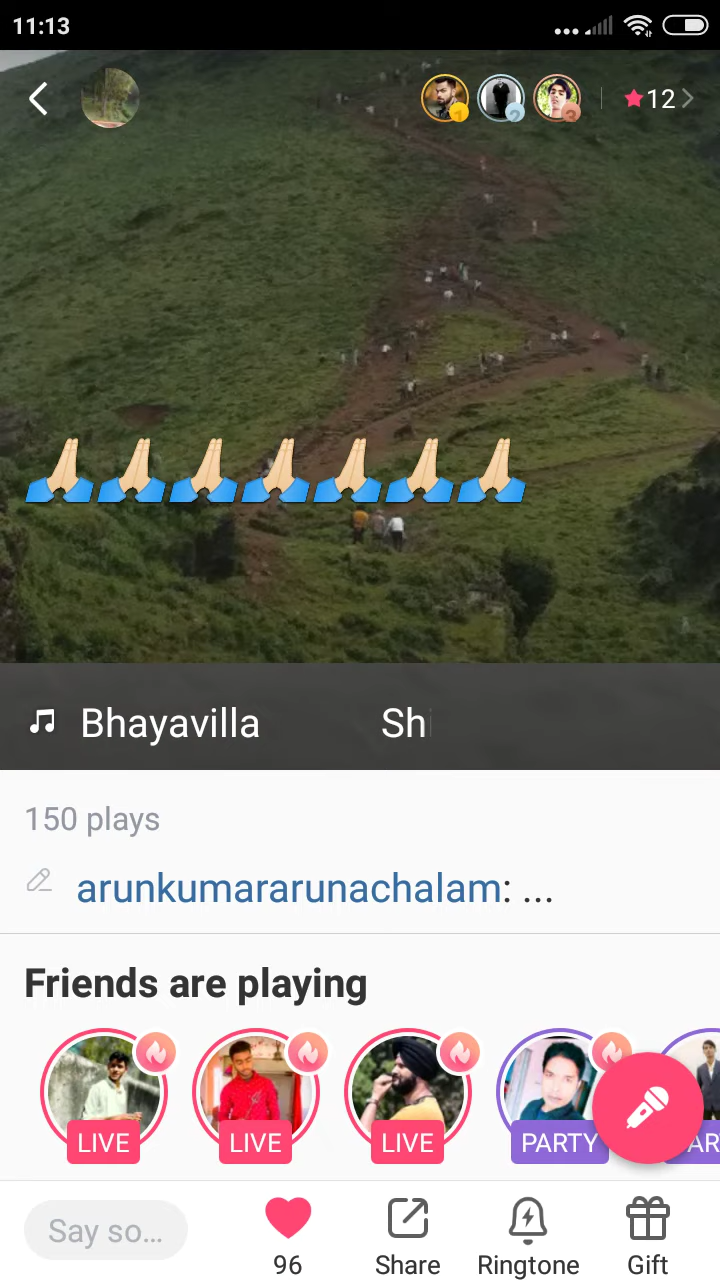 11:13
12
🙏🏻🙏🏻🙏🏻🙏🏻🙏🏻🙏🏻🙏🏻
Bhayavilla Sh
150 plays
arunkumararunachalam: ...
Friends are playing
LIVE LIVE LIVE PARTY
Say so...
96 Share Ringtone Gift